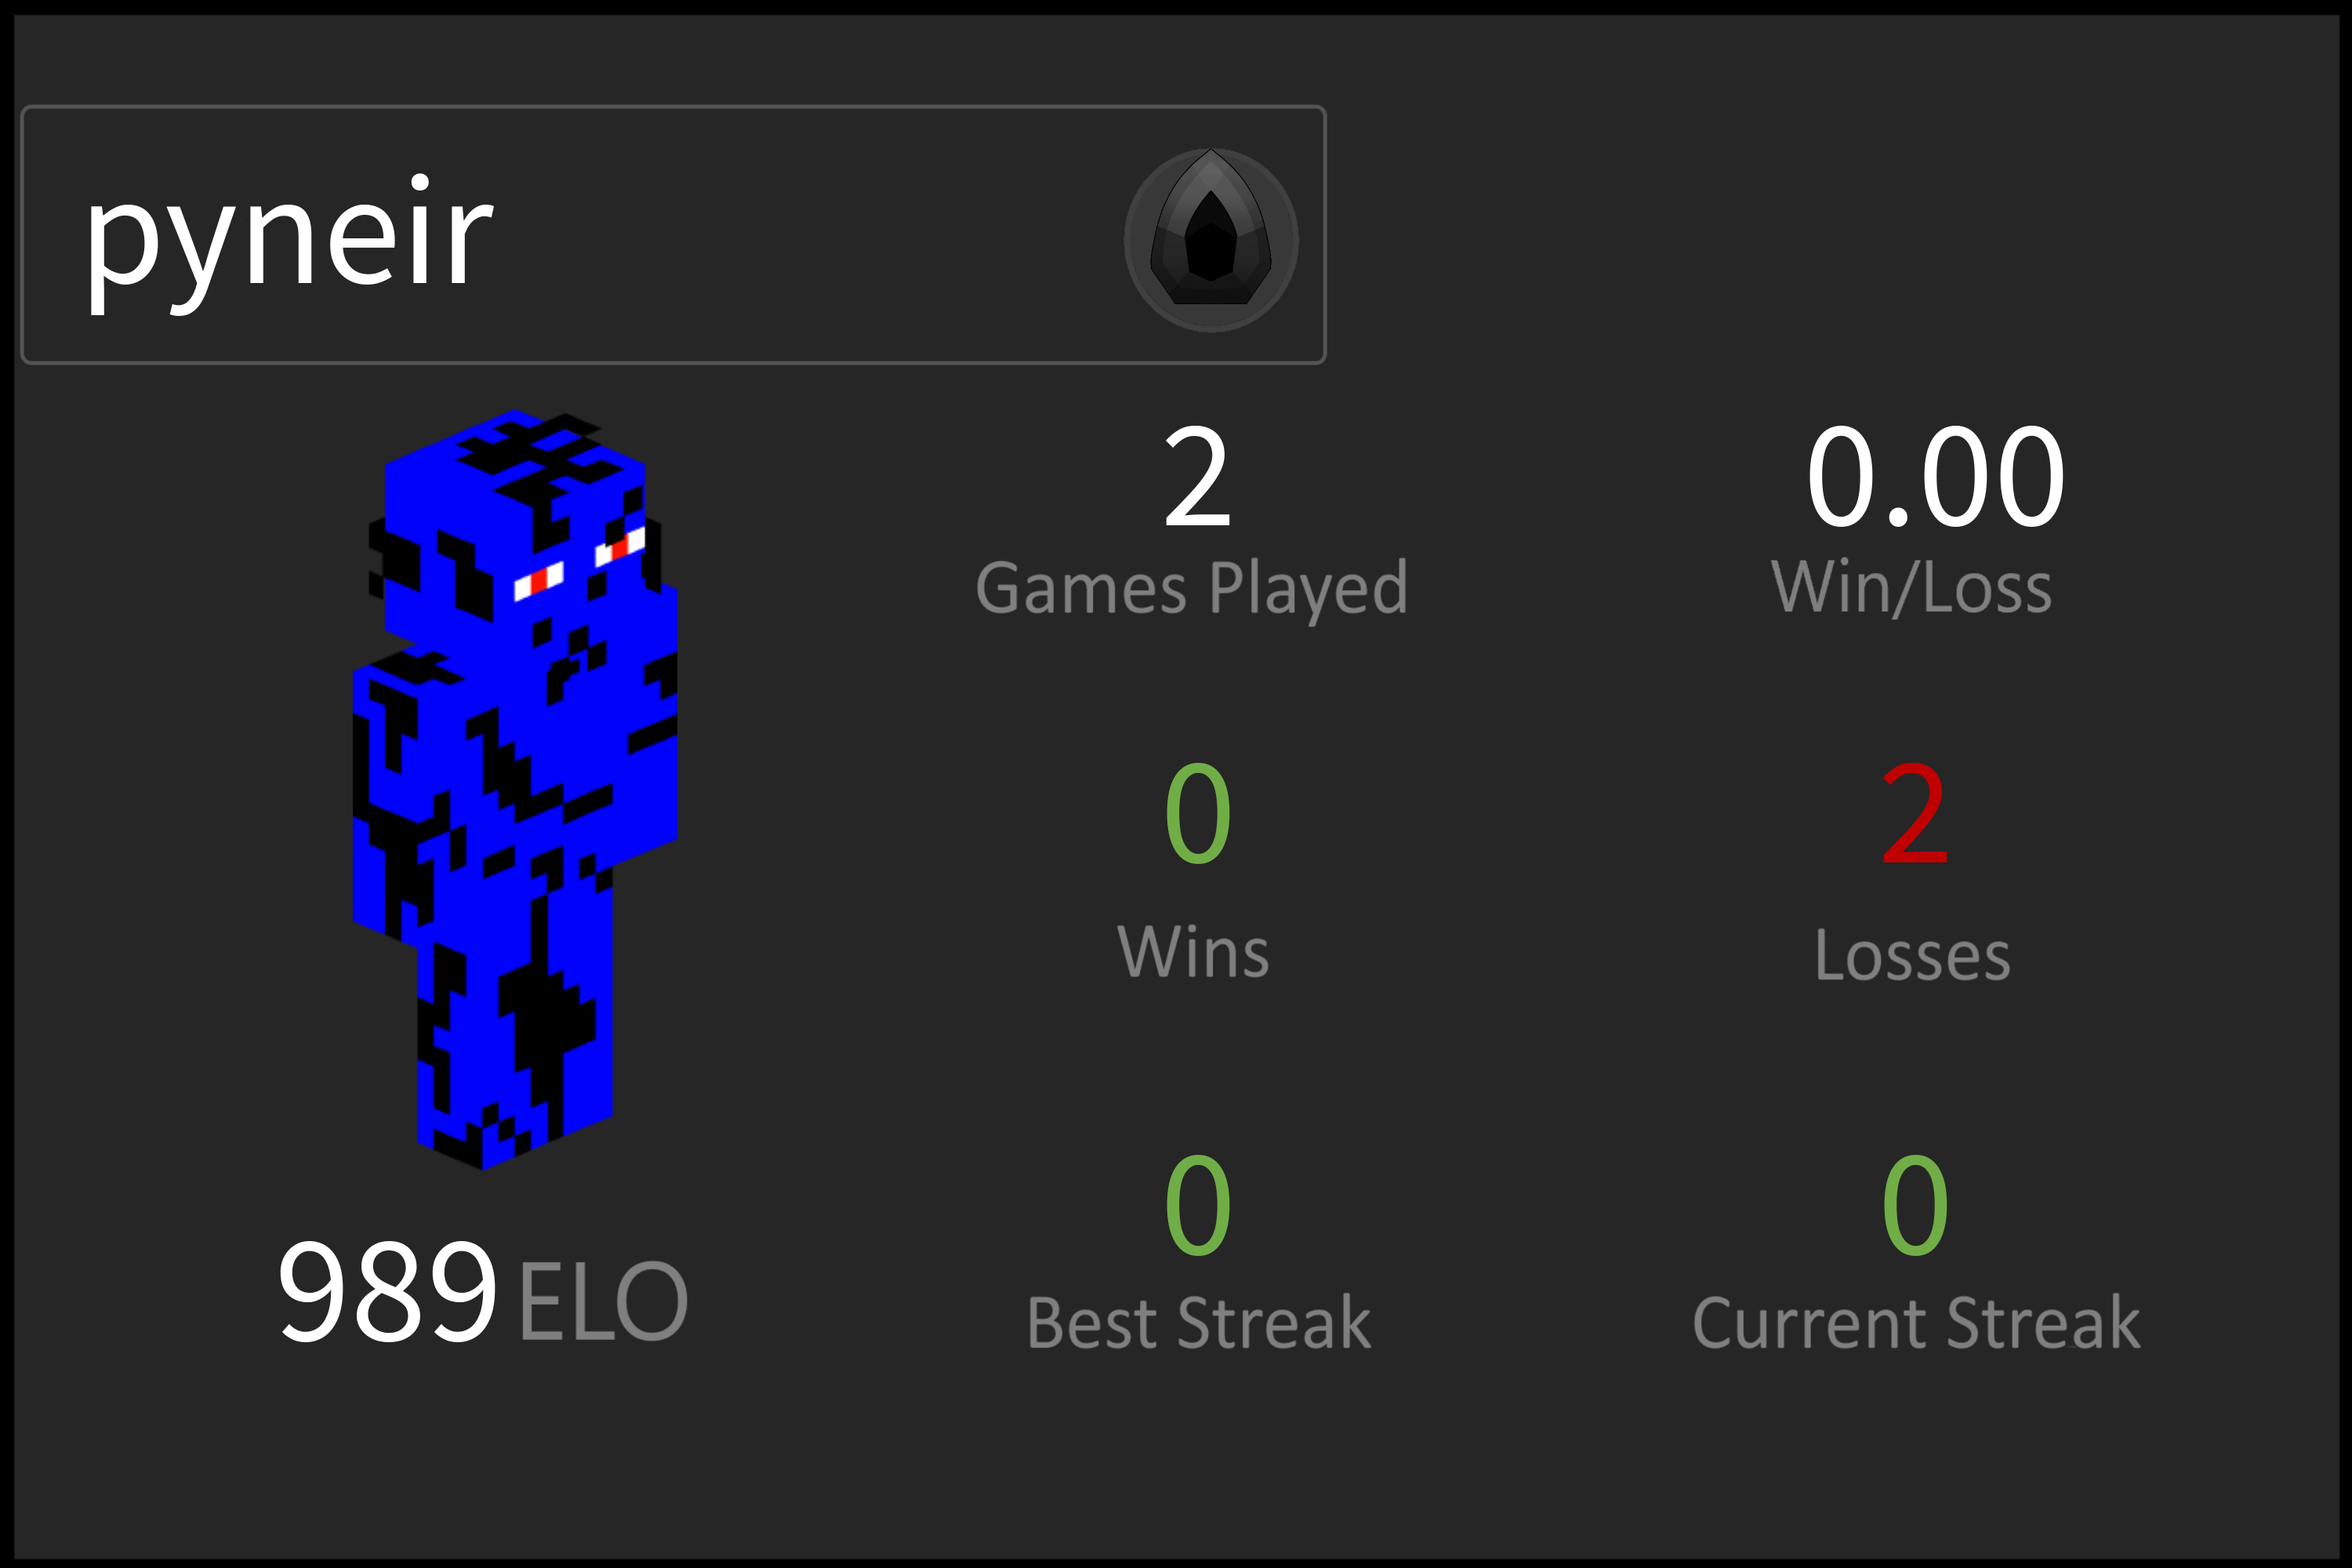 pyneir
2
0.00
Games Played
Win/Loss
0
2
Wins
Losses
0
0
989 ELO
Best Streak
Current Streak